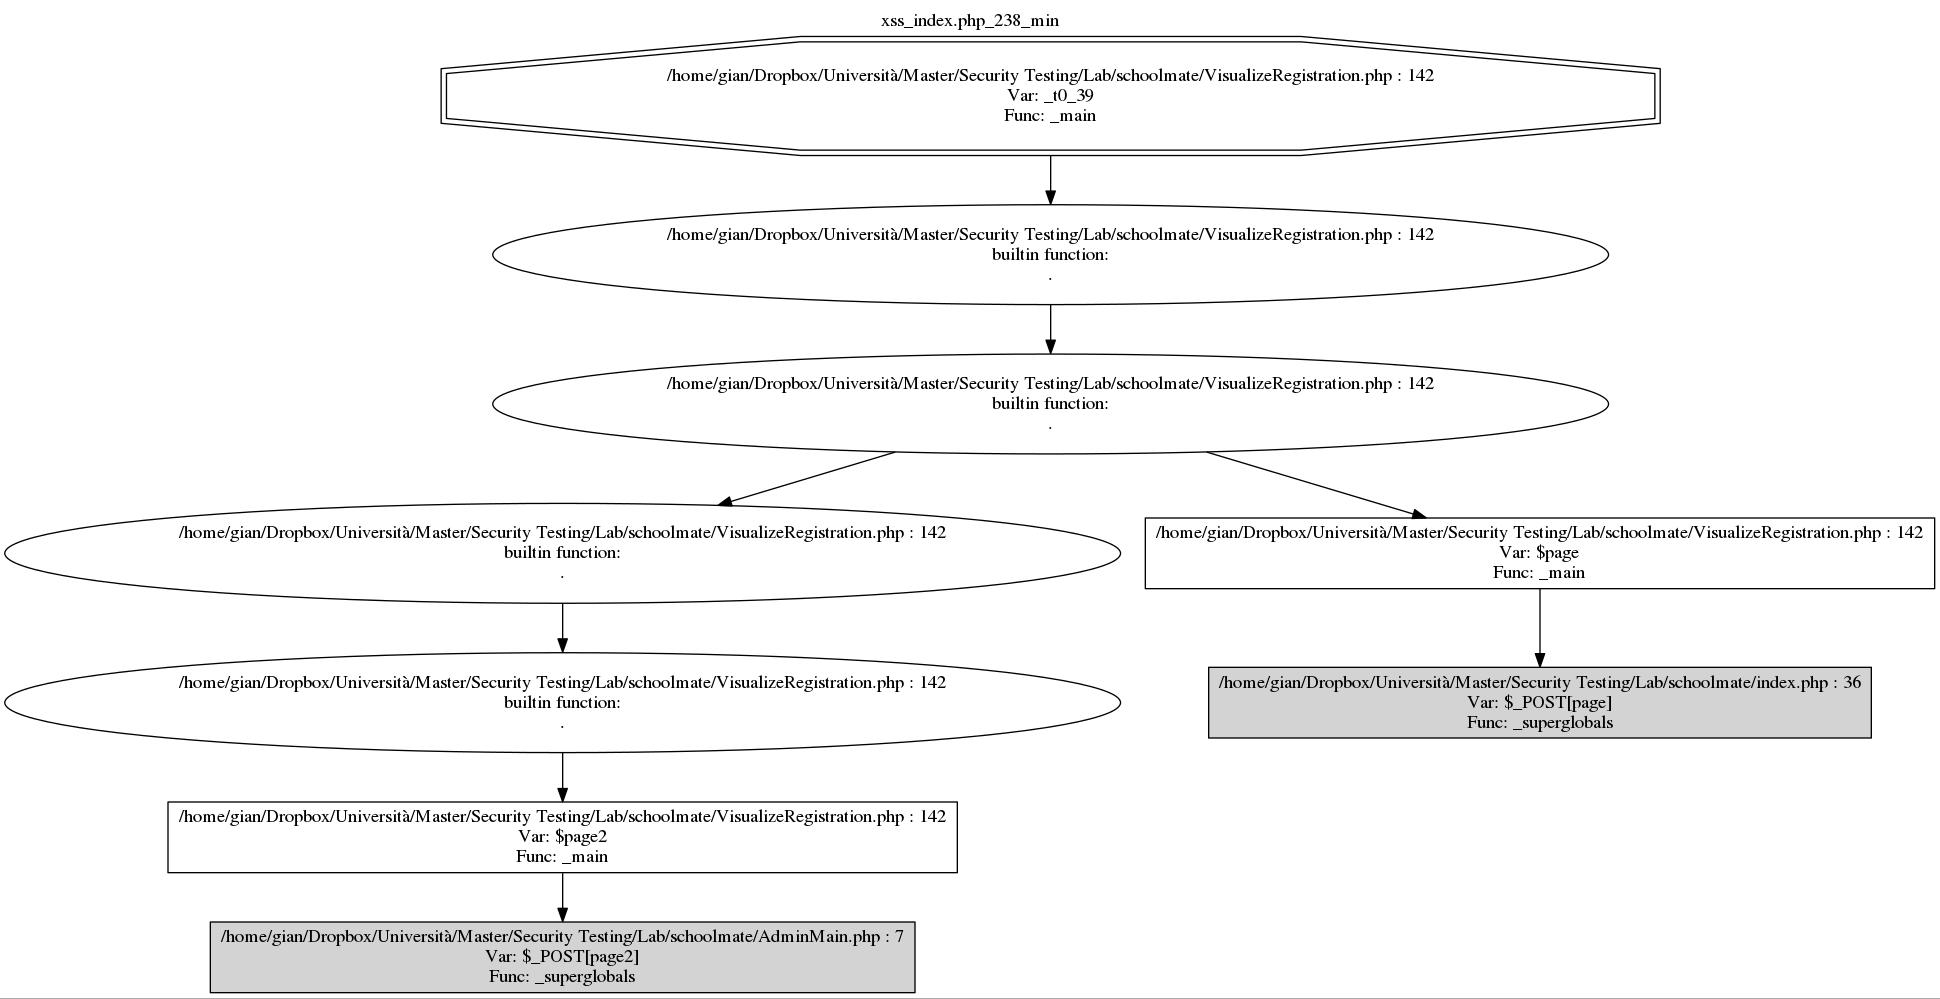 xss_index.php_238_min
/home/gian/Dropbox/Università/Master/Security Testing/Lab/schoolmate/VisualizeRegistration.php : 142
Var: _t0_39
Func: _main
/home/gian/Dropbox/Università/Master/Security Testing/Lab/schoolmate/VisualizeRegistration.php : 142
builtin function:
.
/home/gian/Dropbox/Università/Master/Security Testing/Lab/schoolmate/VisualizeRegistration.php : 142
builtin function:
.
/home/gian/Dropbox/Università/Master/Security Testing/Lab/schoolmate/VisualizeRegistration.php : 142
builtin function:
.
/home/gian/Dropbox/Università/Master/Security Testing/Lab/schoolmate/VisualizeRegistration.php : 142
Var: $page
Func: _main
/home/gian/Dropbox/Università/Master/Security Testing/Lab/schoolmate/VisualizeRegistration.php : 142
builtin function:
.
/home/gian/Dropbox/Università/Master/Security Testing/Lab/schoolmate/index.php : 36
Var: $_POST[page]
Func: _superglobals
/home/gian/Dropbox/Università/Master/Security Testing/Lab/schoolmate/VisualizeRegistration.php : 142
Var: $page2
Func: _main
/home/gian/Dropbox/Università/Master/Security Testing/Lab/schoolmate/AdminMain.php : 7
Var: $_POST[page2]
Func: _superglobals